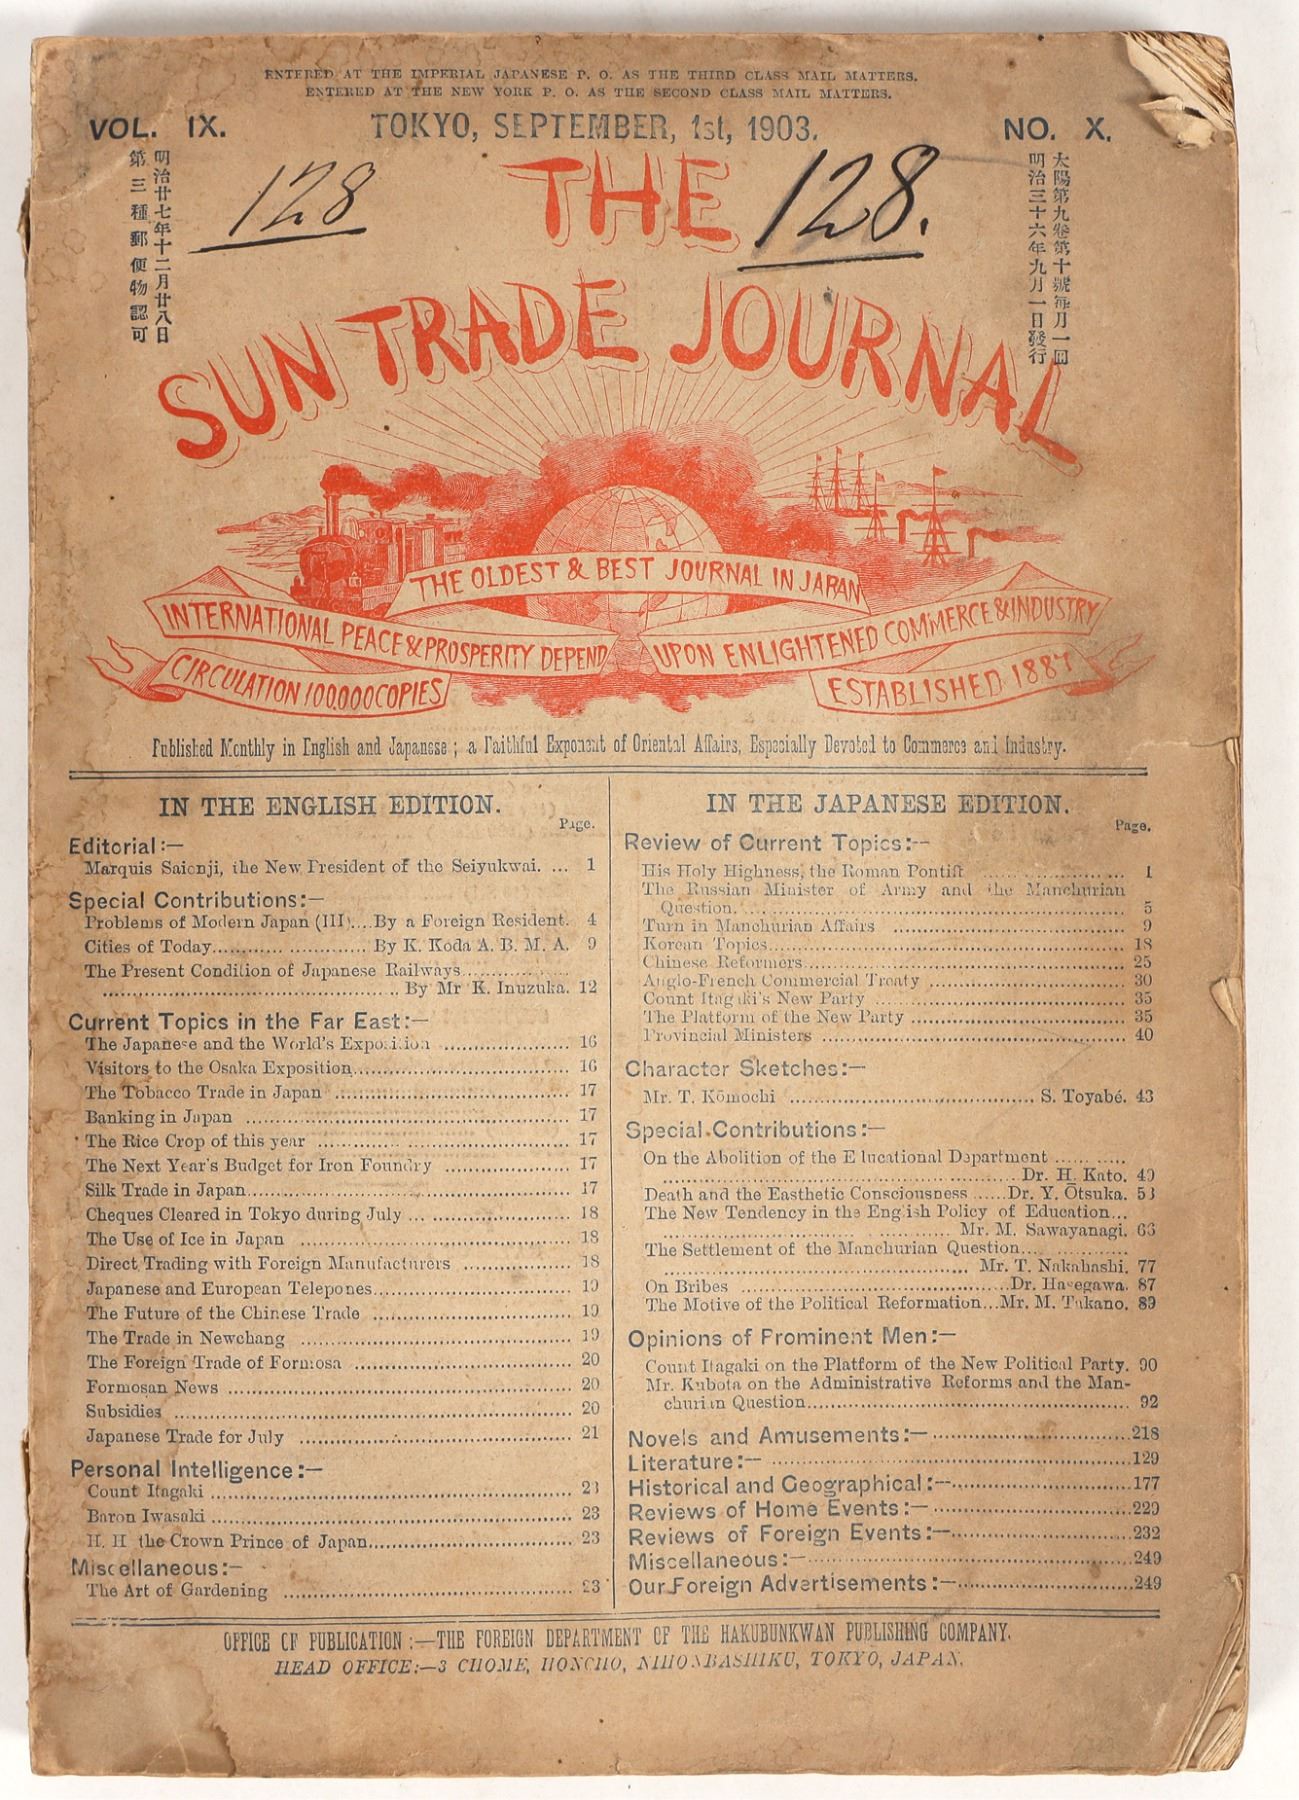 ENTERED AT THE IMPERIAL JAPANESE P. O. AS THE THIRD CLASS MAIL MATTERS.
ENTERED AT THE NEW YORK P. O. AS THE SECOND CLASS MAIL MATTERS.
VOL. IX. TOKYO, SEPTEMBER, 1st, 1903. NO. X.
太陽第九卷第十號每月一回
明治三十六年九月一日發行
明治廿七年十二月廿八日
第三種郵便物認可
128
128.
THE
SUN TRADE JOURNAL
THE OLDEST & BEST JOURNAL IN JAPAN
INTERNATIONAL PEACE & PROSPERITY DEPEND UPON ENLIGHTENED COMMERCE & INDUSTRY
CIRCULATION 100,000 COPIES
ESTABLISHED 1887
Published Monthly in English and Japanese; a Faithful Exponent of Oriental Affairs, Especially Devoted to Commerce and Industry.
IN THE ENGLISH EDITION.
Page.
Editorial:—
Marquis Saionji, the New President of the Seiyukwai. ... 1
Special Contributions:—
Problems of Modern Japan (III)....By a Foreign Resident. 4
Cities of Today.....................By K. Koda A. B. M. A. 9
The Present Condition of Japanese Railways..................
..........................................By Mr K. Inuzuka. 12
Current Topics in the Far East:—
The Japanese and the World's Exposition .................. 16
Visitors to the Osaka Exposition.............................. 16
The Tobacco Trade in Japan .................................. 17
Banking in Japan .............................................. 17
The Rice Crop of this year .................................... 17
The Next Year's Budget for Iron Foundry .................. 17
Silk Trade in Japan............................................. 17
Cheques Cleared in Tokyo during July ... .................. 18
The Use of Ice in Japan ....................................... 18
Direct Trading with Foreign Manufacturers ............... 18
Japanese and European Telepones........................... 19
The Future of the Chinese Trade ........................... 19
The Trade in Newchang ....................................... 19
The Foreign Trade of Formosa .............................. 20
Formosan News ................................................ 20
Subsidies ......................................................... 20
Japanese Trade for July ....................................... 21
Personal Intelligence:—
Count Itagaki ................................................... 23
Baron Iwasaki ................................................... 23
H. H the Crown Prince of Japan.............................. 23
Miscellaneous:—
The Art of Gardening .......................................... 23
IN THE JAPANESE EDITION.
Page.
Review of Current Topics:—
His Holy Highness, the Roman Pontiff ..................... 1
The Russian Minister of Army and the Manchurian
Question. ...................................................... 5
Turn in Manchurian Affairs ................................. 9
Korean Topics................................................... 18
Chinese Reformers............................................. 25
Anglo-French Commercial Treaty ........................... 30
Count Itagaki's New Party .................................... 35
The Platform of the New Party .............................. 35
Provincial Ministers .......................................... 40
Character Sketches:—
Mr. T. Kōmochi .................................... S. Toyabé. 43
Special Contributions:—
On the Abolition of the Educational Department ...... .....
...................................................... Dr. H. Kato. 49
Death and the Easthetic Consciousness ......Dr. Y. Ōtsuka. 53
The New Tendency in the English Policy of Education...
.......................................... Mr. M. Sawayanagi. 66
The Settlement of the Manchurian Question.... ............
............................................. Mr. T. Nakahashi. 77
On Bribes .......................................Dr. Hasegawa. 87
The Motive of the Political Reformation...Mr. M. Takano. 89
Opinions of Prominent Men:—
Count Itagaki on the Platform of the New Political Party. 90
Mr. Kubota on the Administrative Reforms and the Man-
churian Question................................................ 92
Novels and Amusements:— ..............................218
Literature:— ...................................................129
Historical and Geographical:—...........................177
Reviews of Home Events:— ..............................229
Reviews of Foreign Events:—..............................232
Miscellaneous:—................................................249
Our Foreign Advertisements:—...........................249
OFFICE OF PUBLICATION:—THE FOREIGN DEPARTMENT OF THE HAKUBUNKWAN PUBLISHING COMPANY.
HEAD OFFICE:—3 CHOME, HONCHO, NIHONBASHIKU, TOKYO, JAPAN.